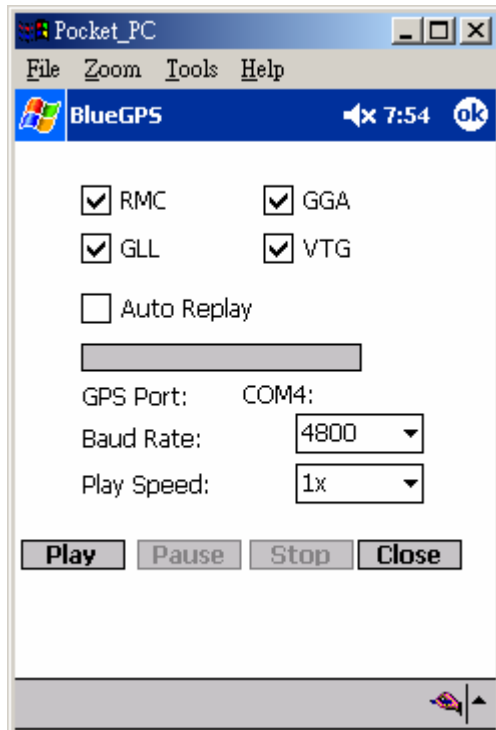 Pocket_PC
File Zoom Tools Help
BlueGPS 7:54 ok
RMC GGA
GLL VTG
Auto Replay
GPS Port: COM4:
Baud Rate: 4800
Play Speed: 1x
Play Pause Stop Close